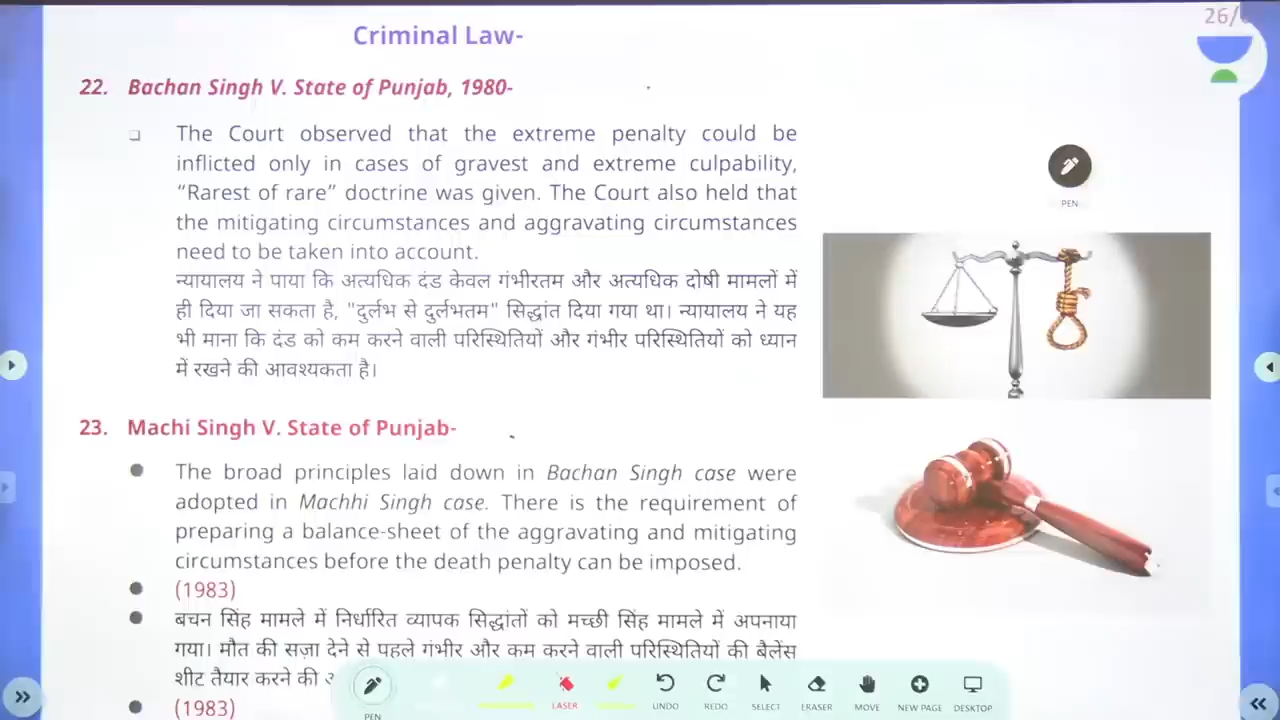 26/
Criminal Law-
22. Bachan Singh V. State of Punjab, 1980-
❑ The Court observed that the extreme penalty could be
inflicted only in cases of gravest and extreme culpability,
“Rarest of rare” doctrine was given. The Court also held that
the mitigating circumstances and aggravating circumstances
need to be taken into account.
न्यायालय ने पाया कि अत्यधिक दंड केवल गंभीरतम और अत्यधिक दोषी मामलों में
ही दिया जा सकता है, "दुर्लभ से दुर्लभतम" सिद्धांत दिया गया था। न्यायालय ने यह
भी माना कि दंड को कम करने वाली परिस्थितियों और गंभीर परिस्थितियों को ध्यान
में रखने की आवश्यकता है।
PEN
23. Machi Singh V. State of Punjab-
● The broad principles laid down in Bachan Singh case were
adopted in Machhi Singh case. There is the requirement of
preparing a balance-sheet of the aggravating and mitigating
circumstances before the death penalty can be imposed.
● (1983)
● बचन सिंह मामले में निर्धारित व्यापक सिद्धांतों को मच्छी सिंह मामले में अपनाया
गया। मौत की सज़ा देने से पहले गंभीर और कम करने वाली परिस्थितियों की बैलेंस
शीट तैयार करने की
● (1983)
PEN LASER UNDO REDO SELECT ERASER MOVE NEW PAGE DESKTOP